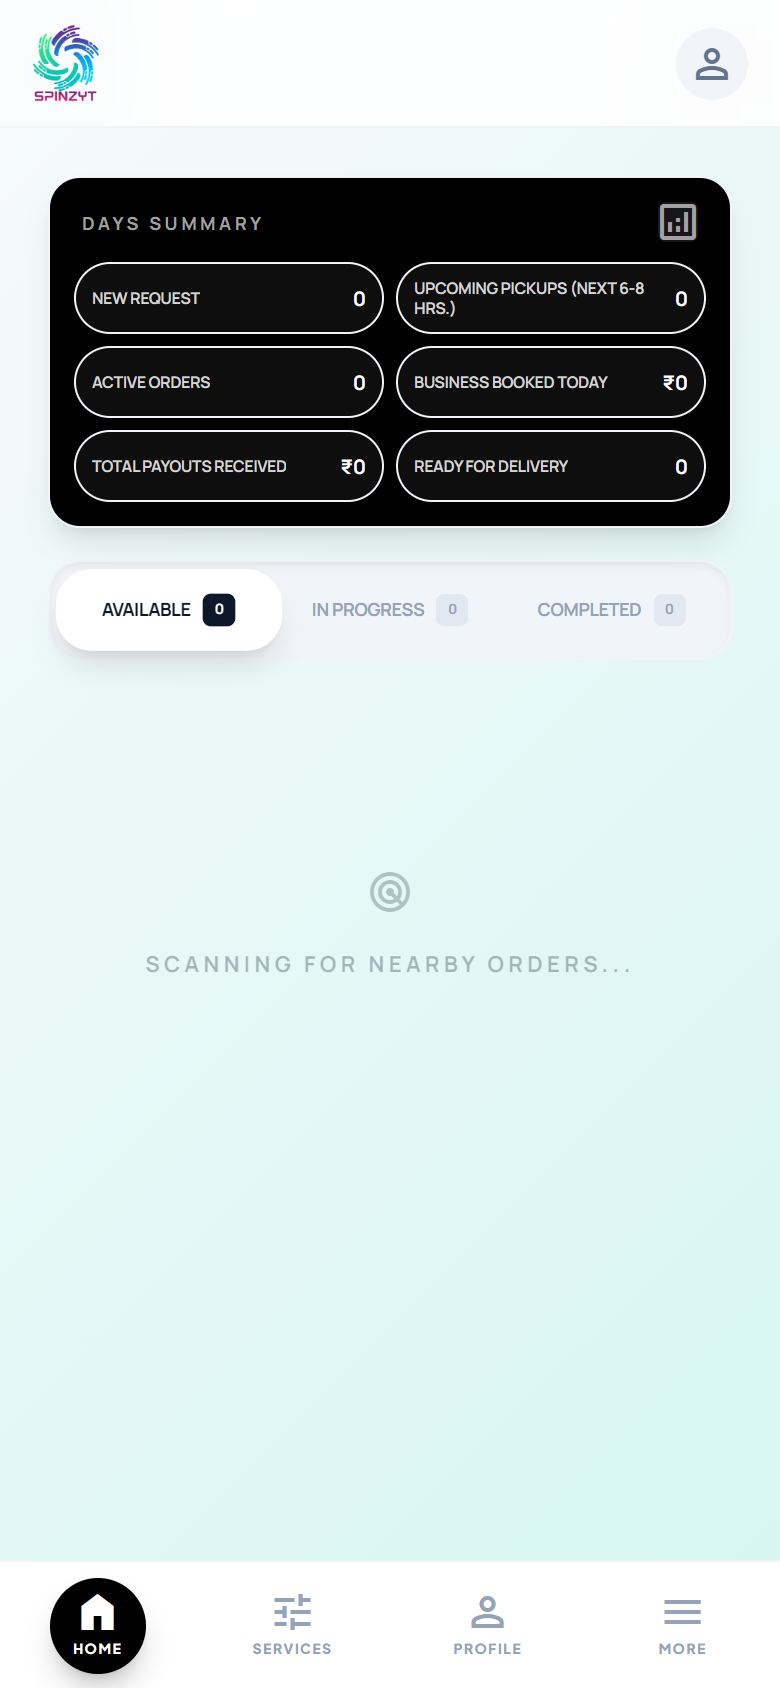 SPINZYT
DAYS SUMMARY
NEW REQUEST 0
UPCOMING PICKUPS (NEXT 6-8
HRS.) 0
ACTIVE ORDERS 0
BUSINESS BOOKED TODAY ₹0
TOTAL PAYOUTS RECEIVED ₹0
READY FOR DELIVERY 0
AVAILABLE 0
IN PROGRESS 0
COMPLETED 0
SCANNING FOR NEARBY ORDERS...
HOME
SERVICES
PROFILE
MORE